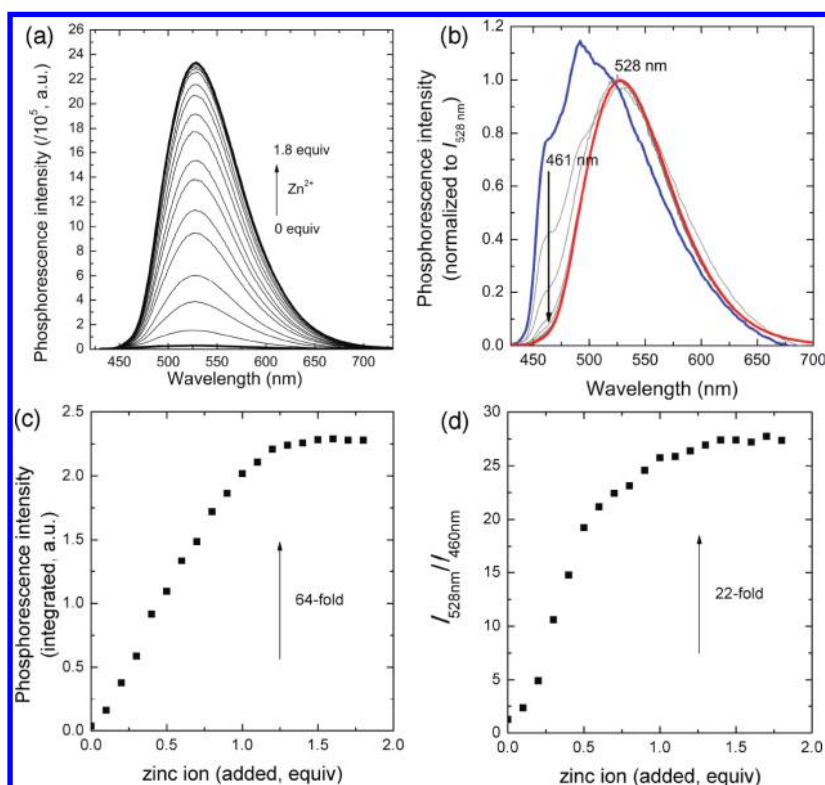 (a)
Phosphorescence intensity (/10⁵, a.u.)
26
24
22
20
18
16
14
12
10
8
6
4
2
0
1.8 equiv
Zn²⁺
0 equiv
450 500 550 600 650 700
Wavelength (nm)
(b)
Phosphorescence intensity
(normalized to I528 nm)
1.2
1.0
0.8
0.6
0.4
0.2
0.0
528 nm
461 nm
450 500 550 600 650 700
Wavelength (nm)
(c)
Phosphorescence intensity
(integrated, a.u.)
2.5
2.0
1.5
1.0
0.5
0.0
64-fold
0.0 0.5 1.0 1.5 2.0
zinc ion (added, equiv)
(d)
I528nm/I460nm
30
25
20
15
10
5
0
22-fold
0.0 0.5 1.0 1.5 2.0
zinc ion (added, equiv)